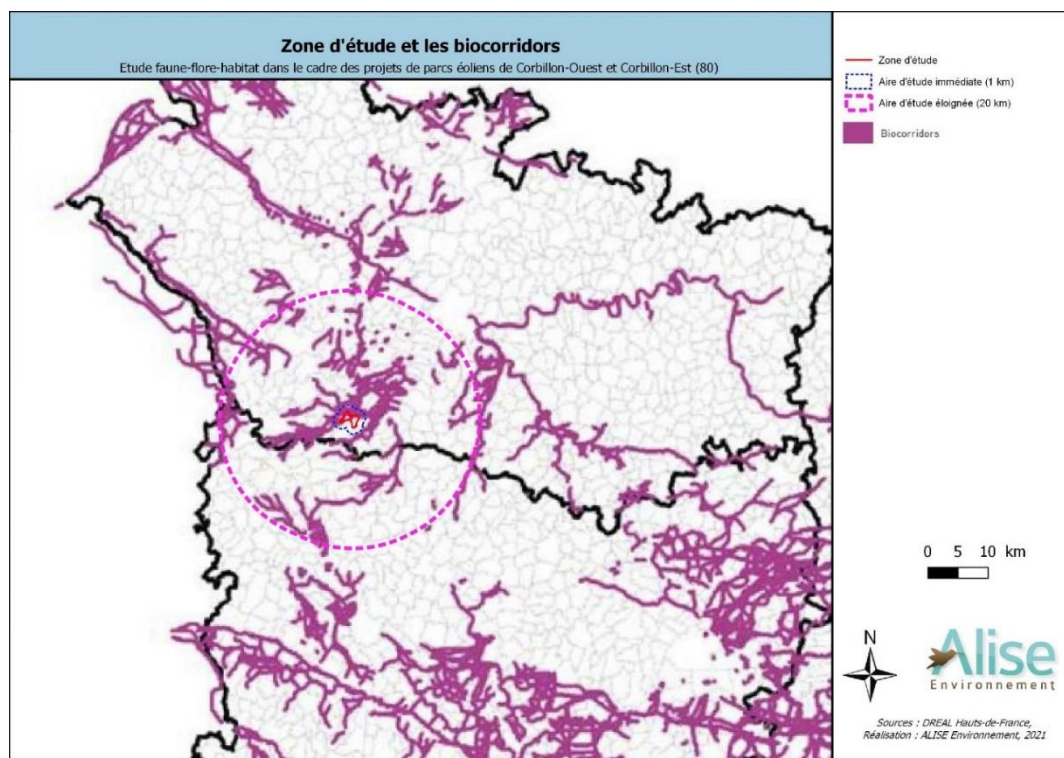 Zone d'étude et les biocorridors
Etude faune-flore-habitat dans le cadre des projets de parcs éoliens de Corbillon-Ouest et Corbillon-Est (80)
Zone d'étude
Aire d'étude immédiate (1 km)
Aire d'étude éloignée (20 km)
Biocorridors
0 5 10 km
N
Alise
Environnement
Sources : DREAL Hauts-de-France,
Réalisation : ALISE Environnement, 2021